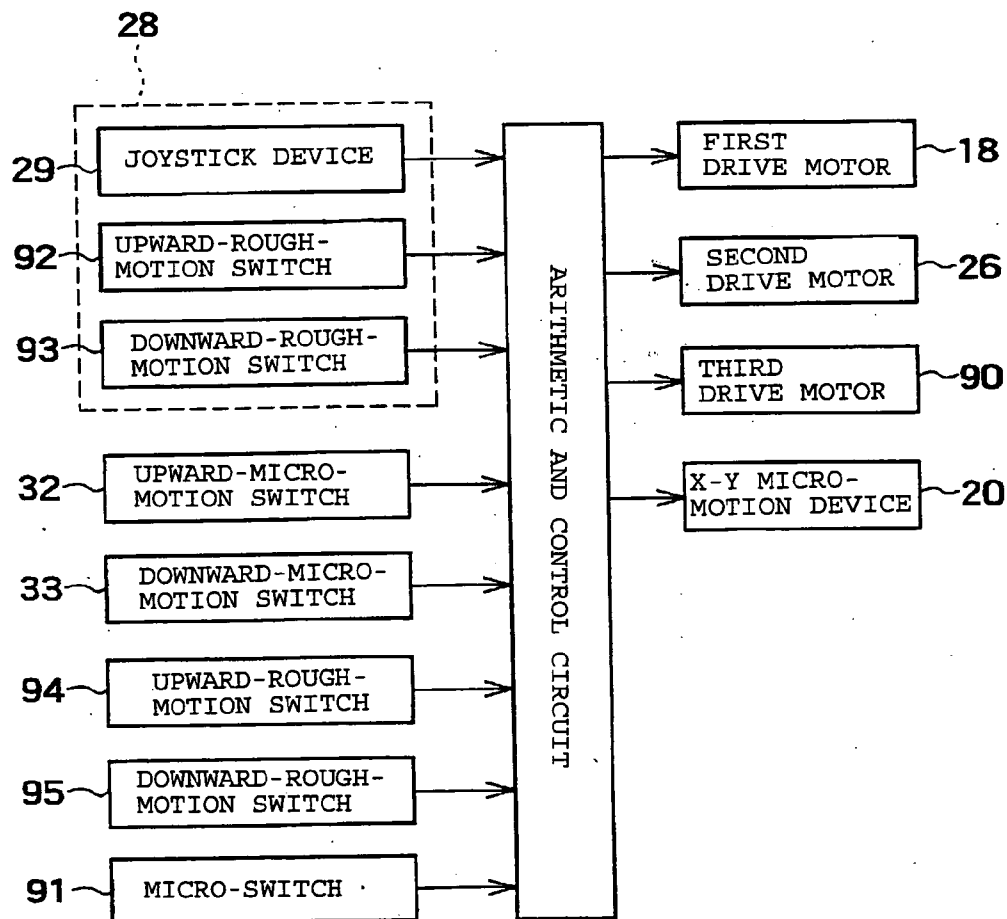 28
29
JOYSTICK DEVICE
92
UPWARD-ROUGH-
MOTION SWITCH
93
DOWNWARD-ROUGH-
MOTION SWITCH
32
UPWARD-MICRO-
MOTION SWITCH
33
DOWNWARD-MICRO-
MOTION SWITCH
94
UPWARD-ROUGH-
MOTION SWITCH
95
DOWNWARD-ROUGH-
MOTION SWITCH
91
MICRO-SWITCH
ARITHMETIC AND CONTROL CIRCUIT
FIRST
DRIVE MOTOR
18
SECOND
DRIVE MOTOR
26
THIRD
DRIVE MOTOR
90
X-Y MICRO-
MOTION DEVICE
20